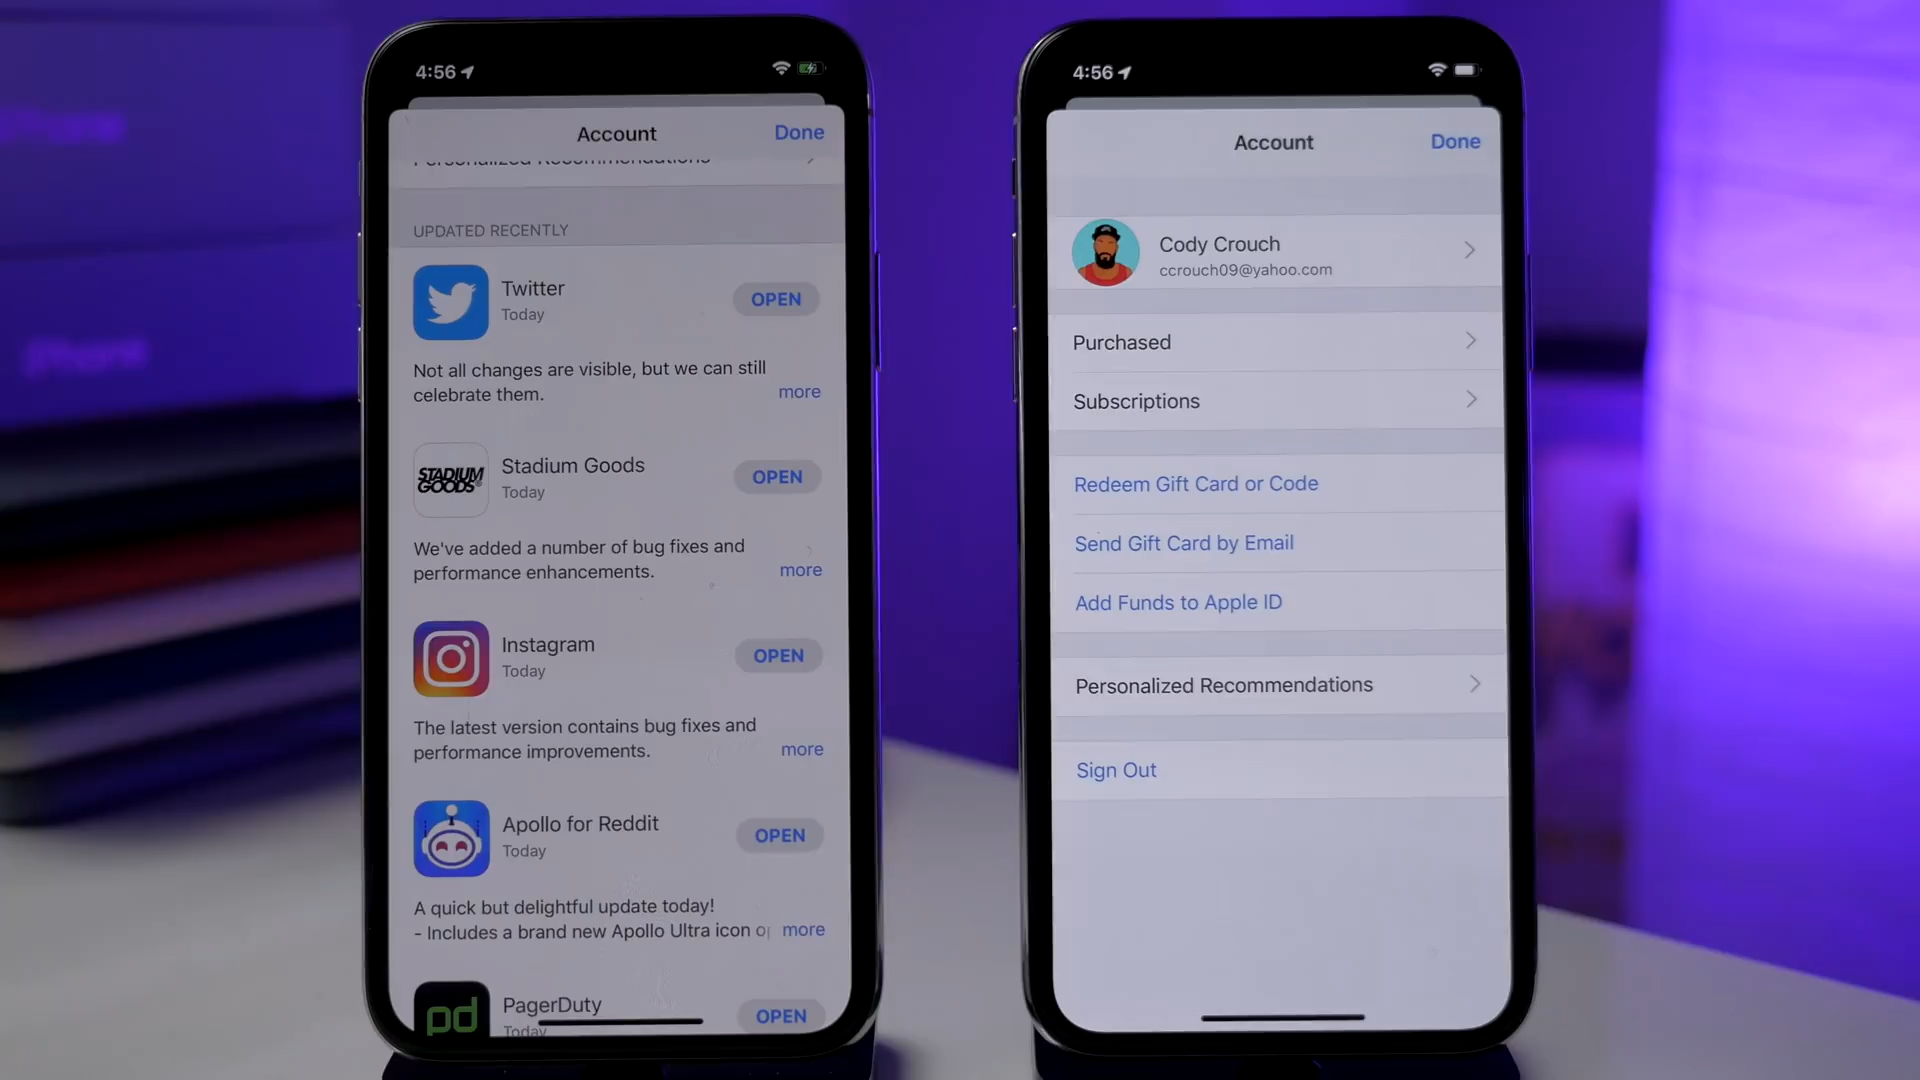 4:56
Account
Done
Personalized Recommendations
UPDATED RECENTLY
Twitter
Today
OPEN
Not all changes are visible, but we can still
celebrate them.
more
STADIUM
GOODS
Stadium Goods
Today
OPEN
We've added a number of bug fixes and
performance enhancements.
more
Instagram
Today
OPEN
The latest version contains bug fixes and
performance improvements.
more
Apollo for Reddit
Today
OPEN
A quick but delightful update today!
- Includes a brand new Apollo Ultra icon
more
pd
PagerDuty
Today
OPEN
4:56
Account
Done
Cody Crouch
ccrouch09@yahoo.com
Purchased
Subscriptions
Redeem Gift Card or Code
Send Gift Card by Email
Add Funds to Apple ID
Personalized Recommendations
Sign Out